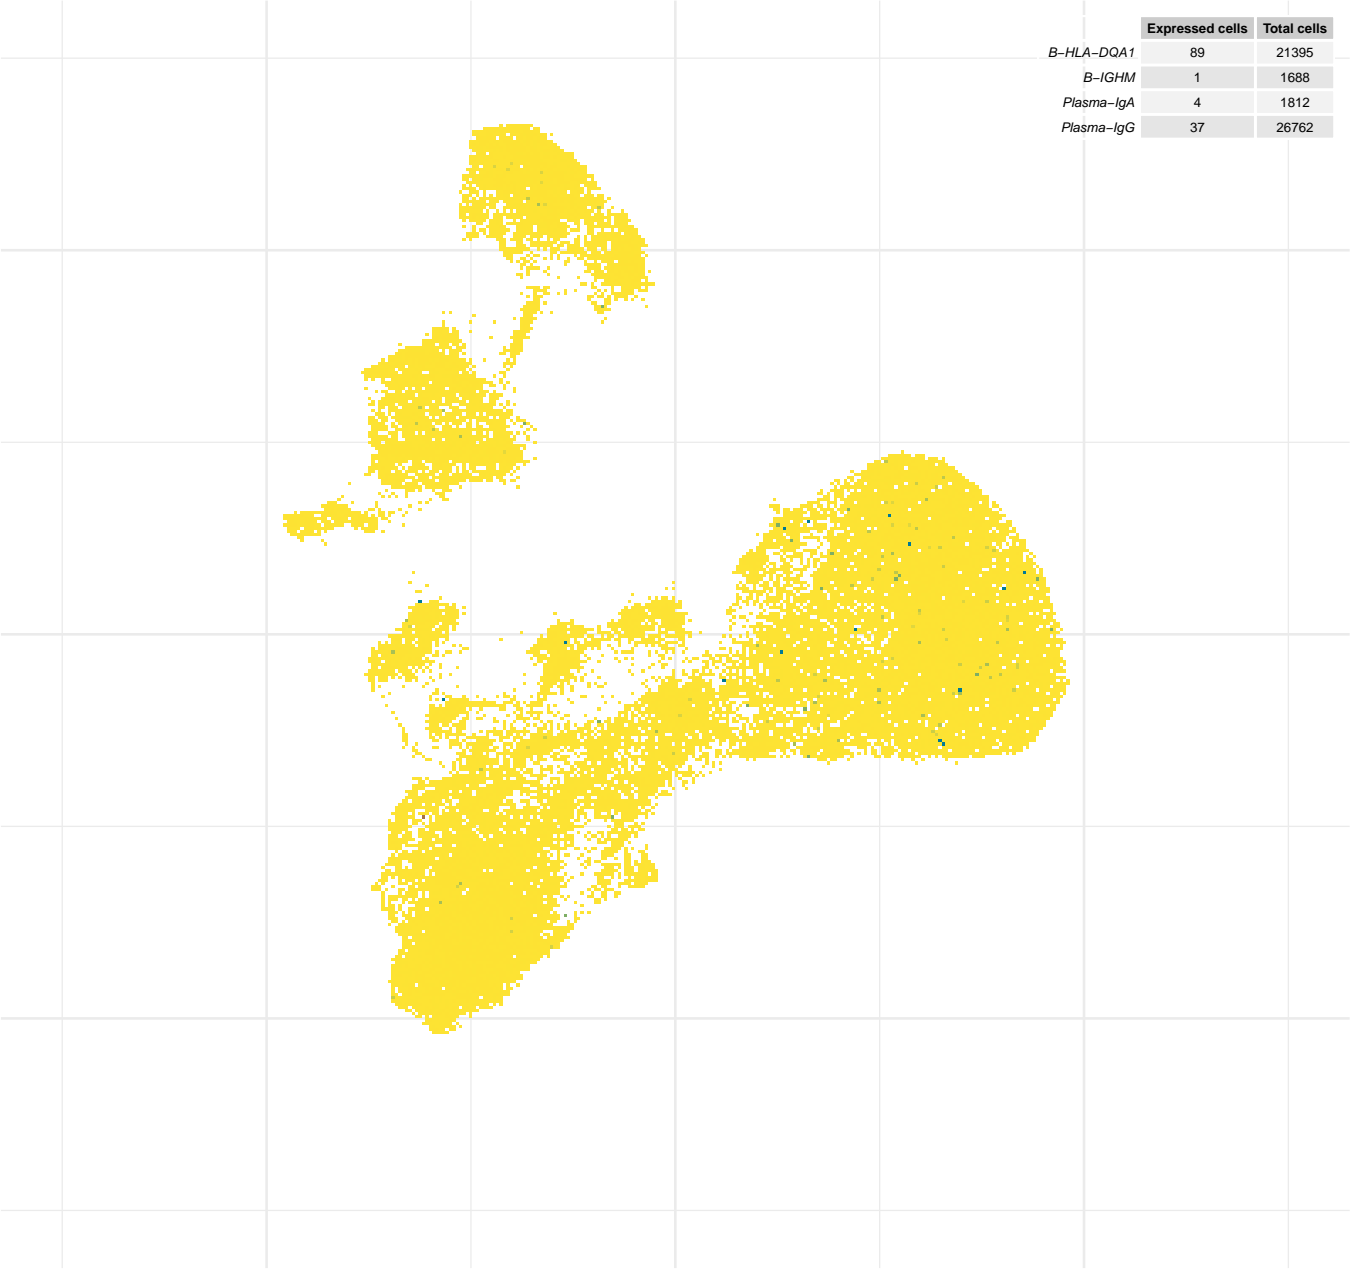 Expressed cells Total cells
B−HLA−DQA1 89 21395
B−IGHM 1 1688
Plasma−IgA 4 1812
Plasma−IgG 37 26762